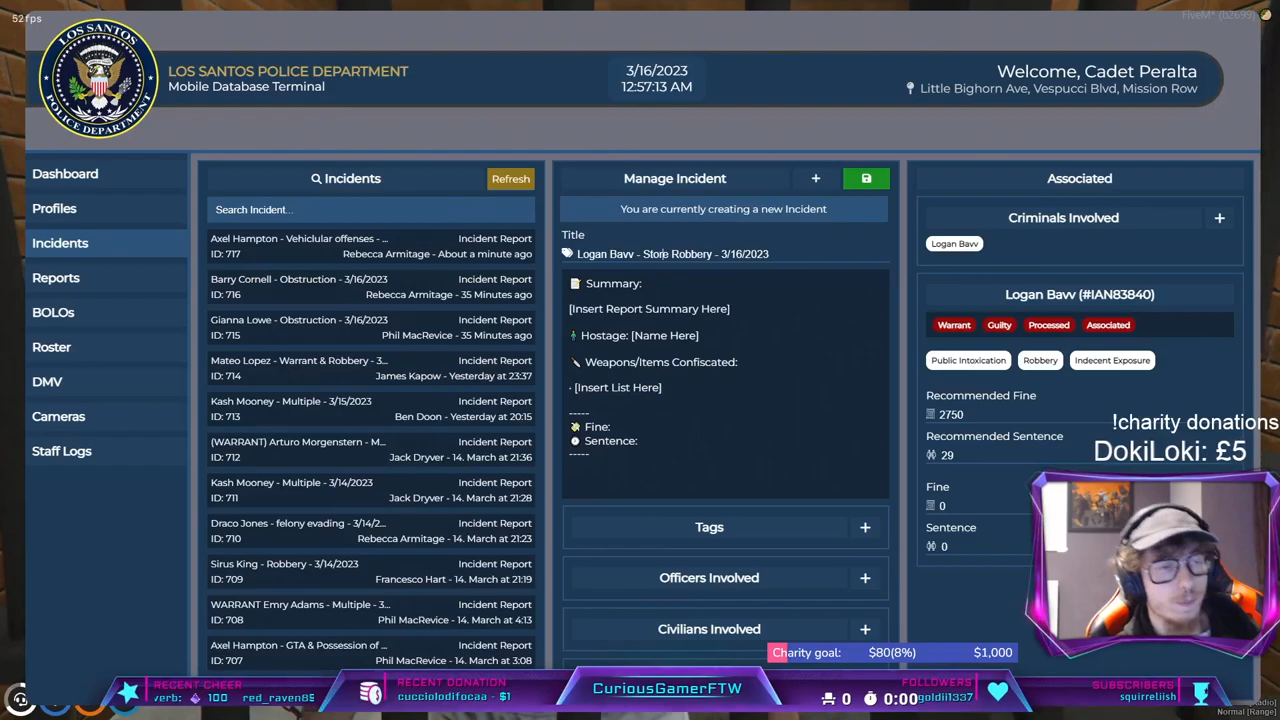 52fps
FiveM* (b2699)
LOS SANTOS
POLICE DEPARTMENT
LOS SANTOS POLICE DEPARTMENT
Mobile Database Terminal
3/16/2023
12:57:13 AM
Welcome, Cadet Peralta
Little Bighorn Ave, Vespucci Blvd, Mission Row
Dashboard
Profiles
Incidents
Reports
BOLOs
Roster
DMV
Cameras
Staff Logs
Incidents
Refresh
Search Incident...
Axel Hampton - Vehiclular offenses - ... Incident Report
ID: 717 Rebecca Armitage - About a minute ago
Barry Cornell - Obstruction - 3/16/2023 Incident Report
ID: 716 Rebecca Armitage - 35 Minutes ago
Gianna Lowe - Obstruction - 3/16/2023 Incident Report
ID: 715 Phil MacRevice - 35 Minutes ago
Mateo Lopez - Warrant & Robbery - 3... Incident Report
ID: 714 James Kapow - Yesterday at 23:37
Kash Mooney - Multiple - 3/15/2023 Incident Report
ID: 713 Ben Doon - Yesterday at 20:15
(WARRANT) Arturo Morgenstern - M... Incident Report
ID: 712 Jack Dryver - 14. March at 21:36
Kash Mooney - Multiple - 3/14/2023 Incident Report
ID: 711 Jack Dryver - 14. March at 21:28
Draco Jones - felony evading - 3/14/2... Incident Report
ID: 710 Rebecca Armitage - 14. March at 21:23
Sirus King - Robbery - 3/14/2023 Incident Report
ID: 709 Francesco Hart - 14. March at 21:19
WARRANT Emry Adams - Multiple - 3... Incident Report
ID: 708 Phil MacRevice - 14. March at 4:13
Axel Hampton - GTA & Possession of ... Incident Report
ID: 707 Phil MacRevice - 14. March at 3:08
Manage Incident +
You are currently creating a new Incident
Title
Logan Bavv - Store Robbery - 3/16/2023
Summary:
[Insert Report Summary Here]
Hostage: [Name Here]
Weapons/Items Confiscated:
· [Insert List Here]
-----
Fine:
Sentence:
-----
Tags +
Officers Involved +
Civilians Involved +
Associated
Criminals Involved +
Logan Bavv
Logan Bavv (#IAN83840)
Warrant Guilty Processed Associated
Public Intoxication Robbery Indecent Exposure
Recommended Fine
2750
Recommended Sentence
29
Fine
0
Sentence
0
!charity donations
DokiLoki: £5
Charity goal: $80(8%) $1,000
RECENT CHEER
verb: 100 red_raven85
RECENT DONATION
cucciolodifocaa - $1
CuriousGamerFTW
0
0:00
FOLLOWERS
goldii1337
SUBSCRIBERS
squirreliish
[Radio]
Normal [Range]